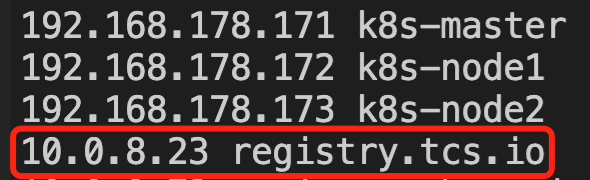 192.168.178.171 k8s-master
192.168.178.172 k8s-node1
192.168.178.173 k8s-node2
10.0.8.23 registry.tcs.io